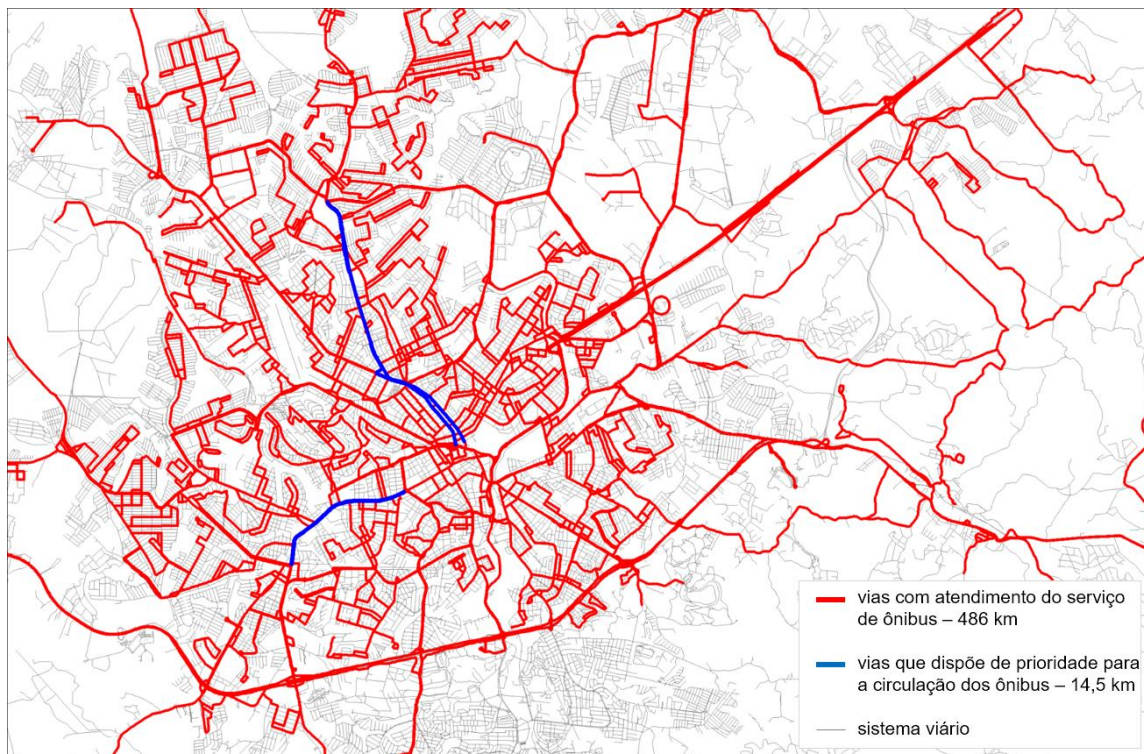 vias com atendimento do serviço
de ônibus – 486 km
vias que dispõe de prioridade para
a circulação dos ônibus – 14,5 km
sistema viário